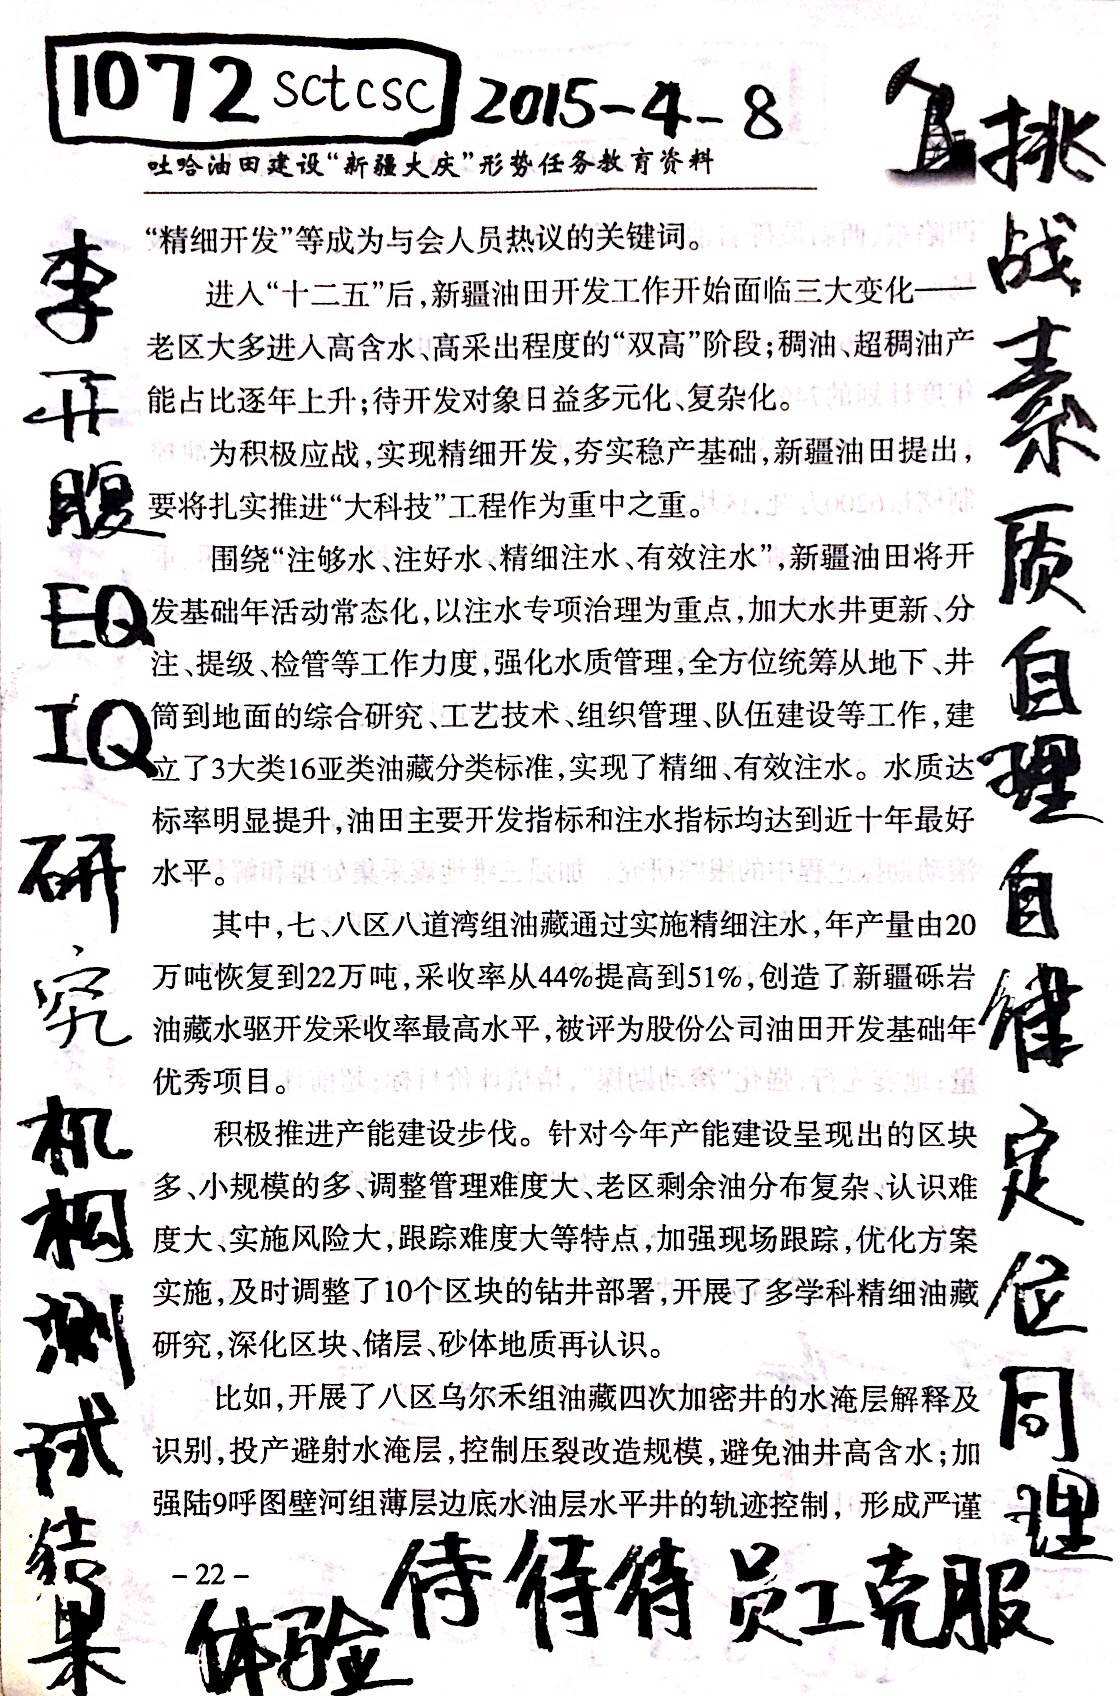 1072 sctcsc 2015-4-8
吐哈油田建设“新疆大庆”形势任务教育资料
“精细开发”等成为与会人员热议的关键词。
进入“十二五”后,新疆油田开发工作开始面临三大变化——
老区大多进入高含水、高采出程度的“双高”阶段;稠油、超稠油产
能占比逐年上升;待开发对象日益多元化、复杂化。
为积极应战,实现精细开发,夯实稳产基础,新疆油田提出,
要将扎实推进“大科技”工程作为重中之重。
围绕“注够水、注好水、精细注水、有效注水”,新疆油田将开
发基础年活动常态化,以注水专项治理为重点,加大水井更新、分
注、提级、检管等工作力度,强化水质管理,全方位统筹从地下、井
筒到地面的综合研究、工艺技术、组织管理、队伍建设等工作,建
立了3大类16亚类油藏分类标准,实现了精细、有效注水。水质达
标率明显提升,油田主要开发指标和注水指标均达到近十年最好
水平。
其中,七、八区八道湾组油藏通过实施精细注水,年产量由20
万吨恢复到22万吨,采收率从44%提高到51%,创造了新疆砾岩
油藏水驱开发采收率最高水平,被评为股份公司油田开发基础年
优秀项目。
积极推进产能建设步伐。针对今年产能建设呈现出的区块
多、小规模的多、调整管理难度大、老区剩余油分布复杂、认识难
度大、实施风险大,跟踪难度大等特点,加强现场跟踪,优化方案
实施,及时调整了10个区块的钻井部署,开展了多学科精细油藏
研究,深化区块、储层、砂体地质再认识。
比如,开展了八区乌尔禾组油藏四次加密井的水淹层解释及
识别,投产避射水淹层,控制压裂改造规模,避免油井高含水;加
强陆9呼图壁河组薄层边底水油层水平井的轨迹控制,形成严谨
-22-
李开腹EQ IQ研究机构测试结果
体验侍侍待员工克服
挑战素质自理自律定位同理